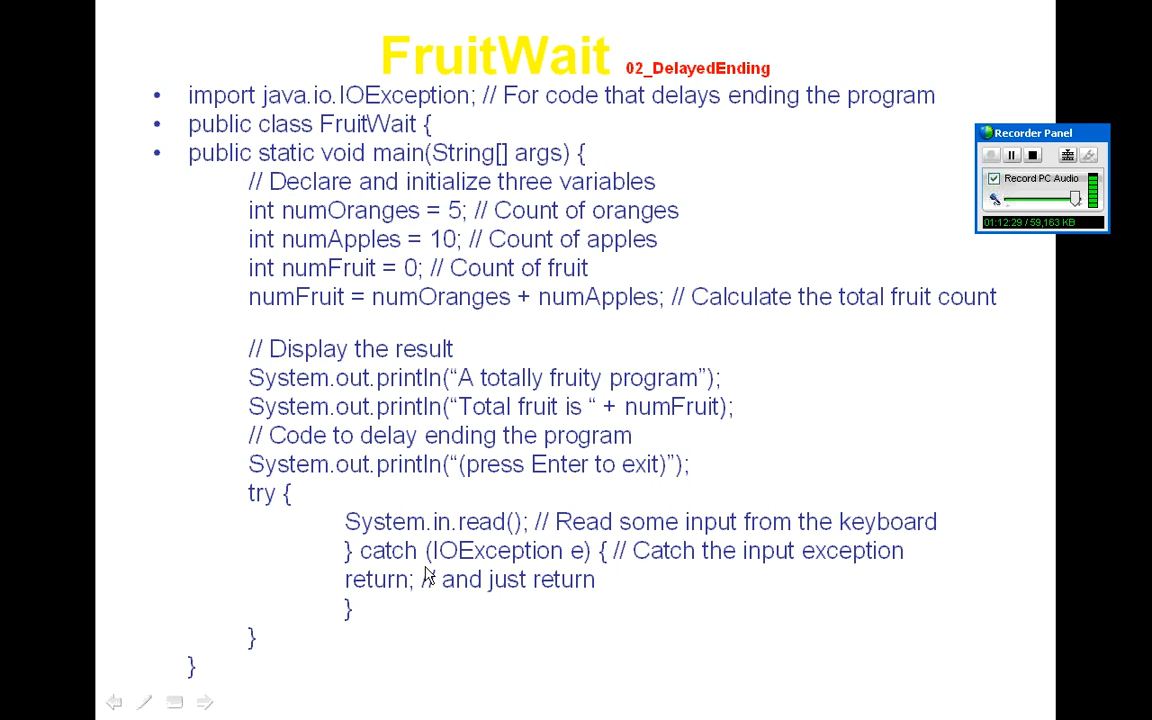 FruitWait 02_DelayedEnding
• import java.io.IOException; // For code that delays ending the program
• public class FruitWait {
• public static void main(String[] args) {
// Declare and initialize three variables
int numOranges = 5; // Count of oranges
int numApples = 10; // Count of apples
int numFruit = 0; // Count of fruit
numFruit = numOranges + numApples; // Calculate the total fruit count
// Display the result
System.out.println(“A totally fruity program”);
System.out.println(“Total fruit is “ + numFruit);
// Code to delay ending the program
System.out.println(“(press Enter to exit)”);
try {
System.in.read(); // Read some input from the keyboard
} catch (IOException e) { // Catch the input exception
return; // and just return
}
}
}
Recorder Panel
Record PC Audio
01:12:29 / 59,163 KB